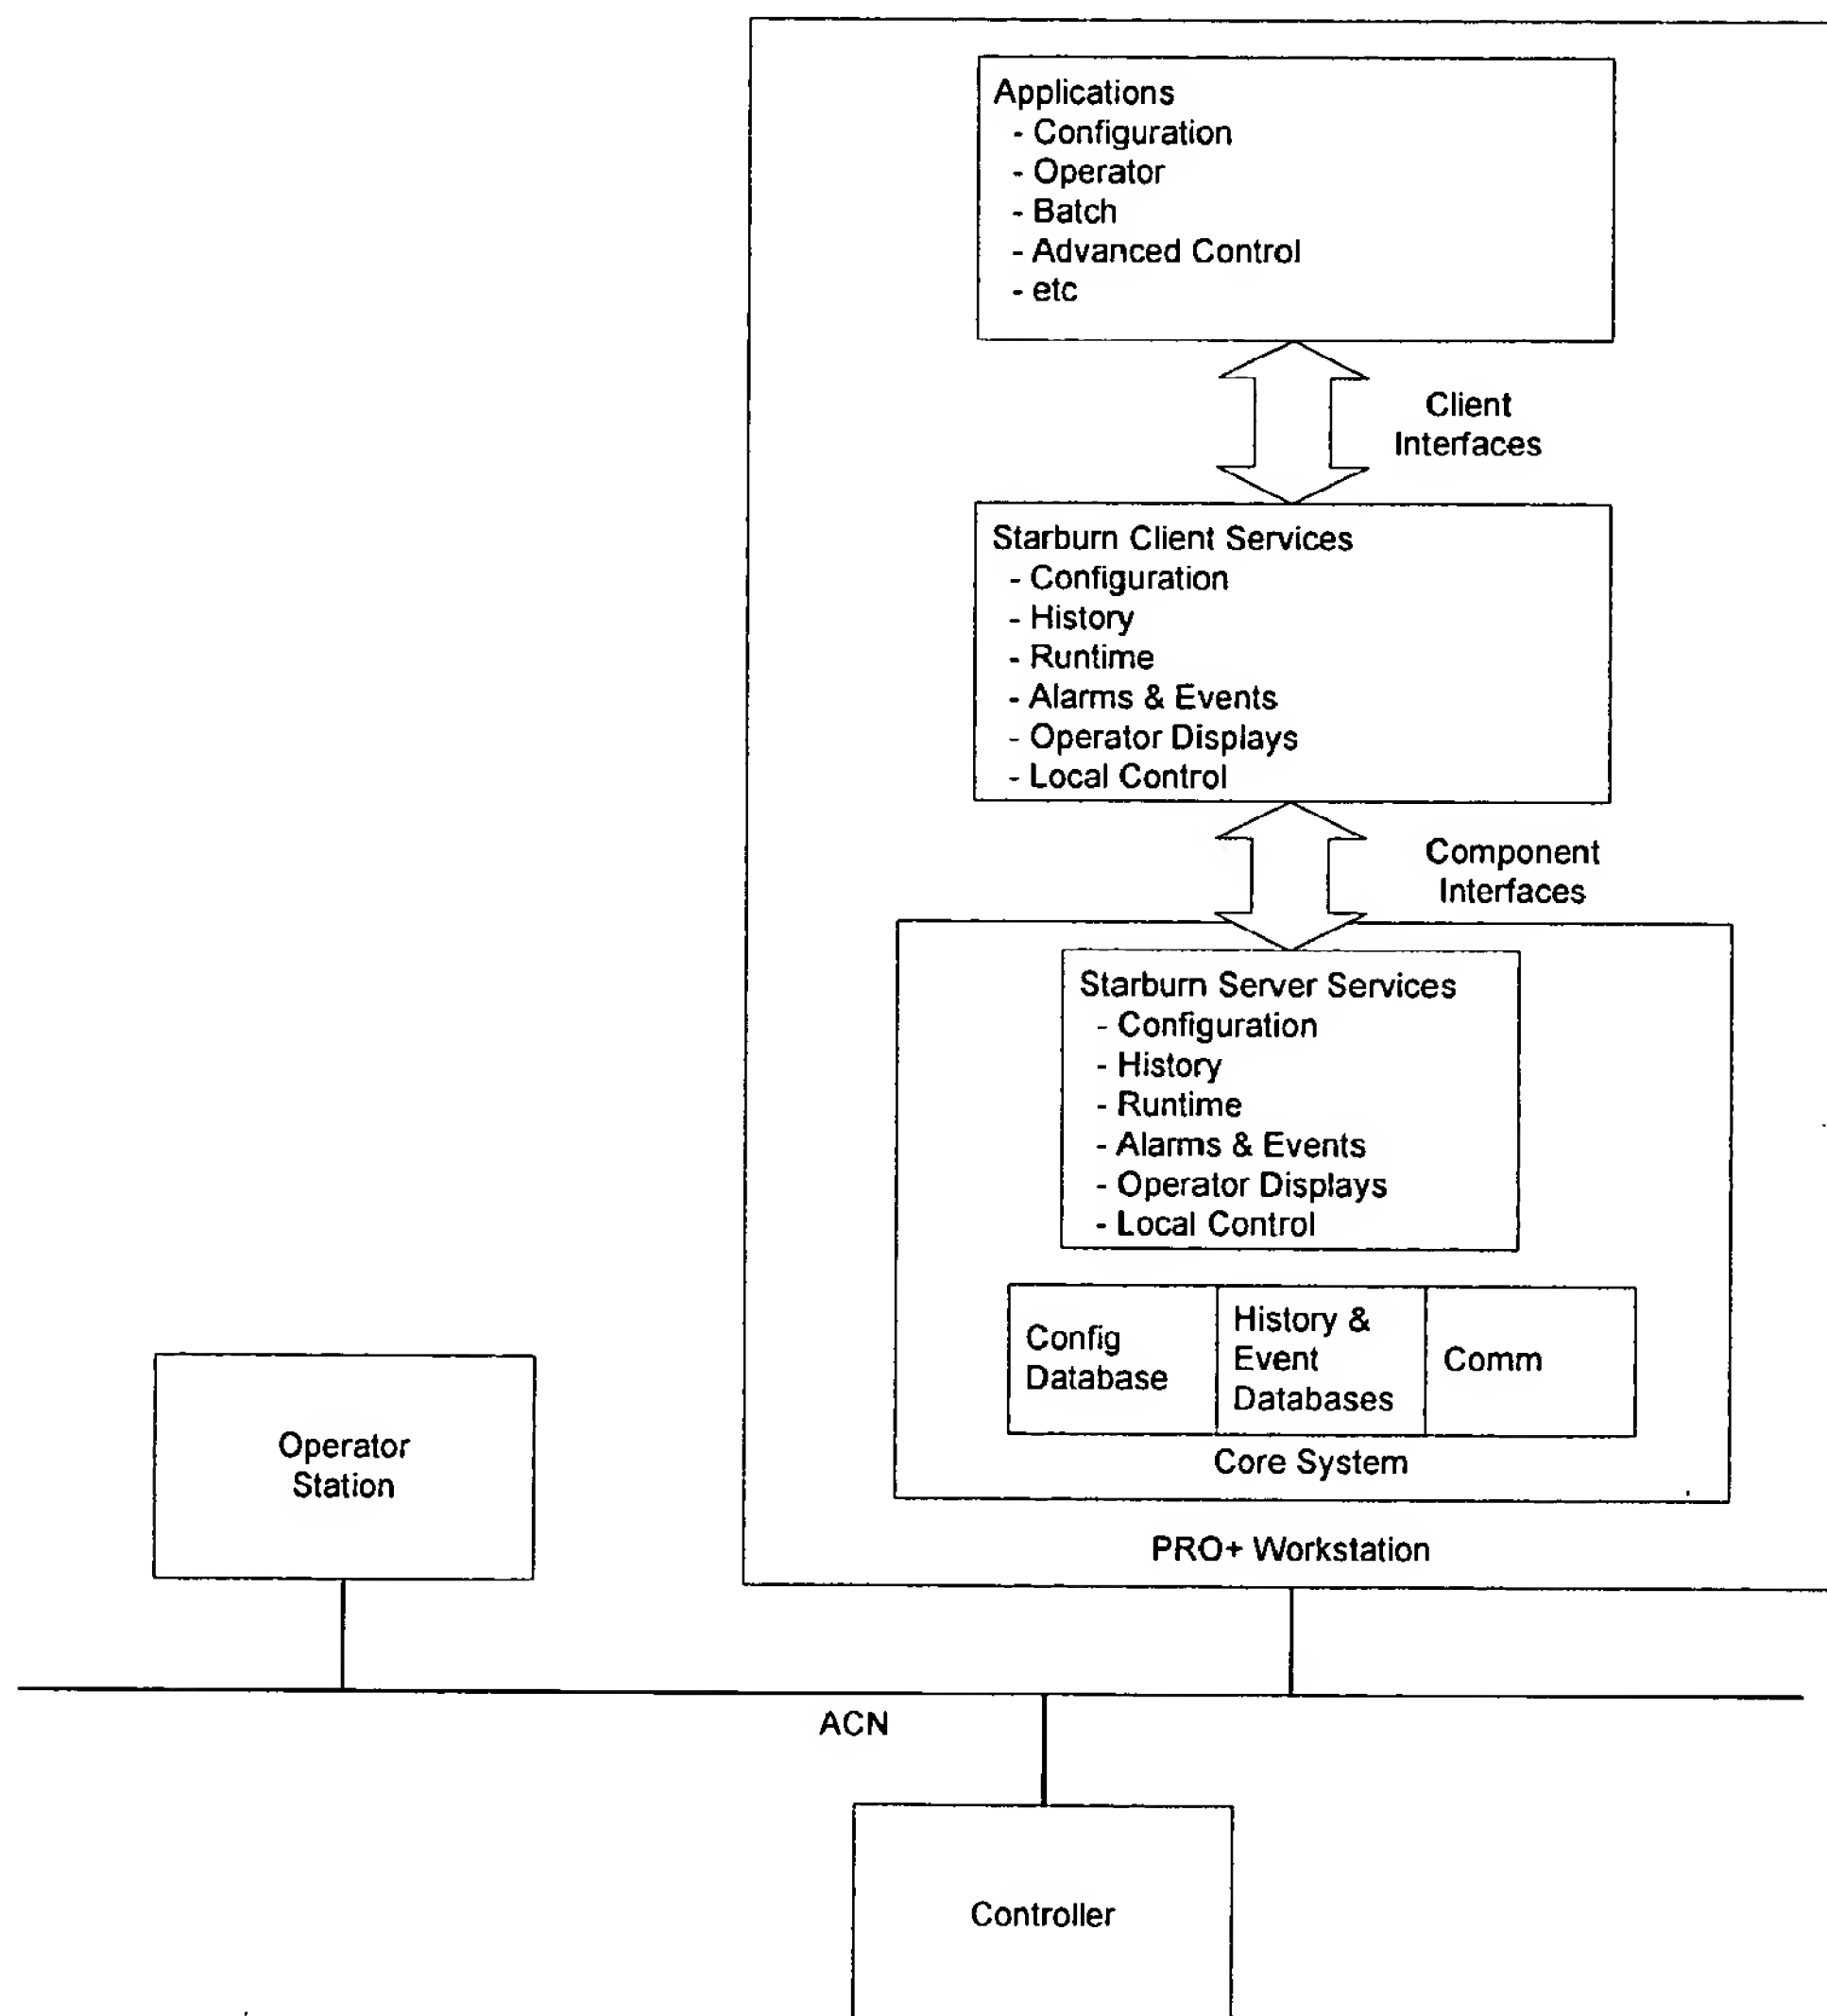 Applications
- Configuration
- Operator
- Batch
- Advanced Control
- etc
Client
Interfaces
Starburn Client Services
- Configuration
- History
- Runtime
- Alarms & Events
- Operator Displays
- Local Control
Component
Interfaces
Starburn Server Services
- Configuration
- History
- Runtime
- Alarms & Events
- Operator Displays
- Local Control
Config
Database
History &
Event
Databases
Comm
Core System
PRO+ Workstation
Operator
Station
ACN
Controller